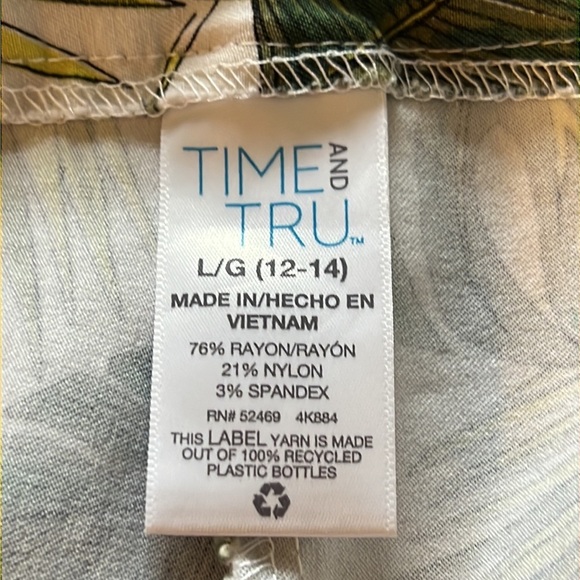 TIME AND
TRU™
L/G (12-14)
MADE IN/HECHO EN
VIETNAM
76% RAYON/RAYÓN
21% NYLON
3% SPANDEX
RN# 52469 4K884
THIS LABEL YARN IS MADE
OUT OF 100% RECYCLED
PLASTIC BOTTLES